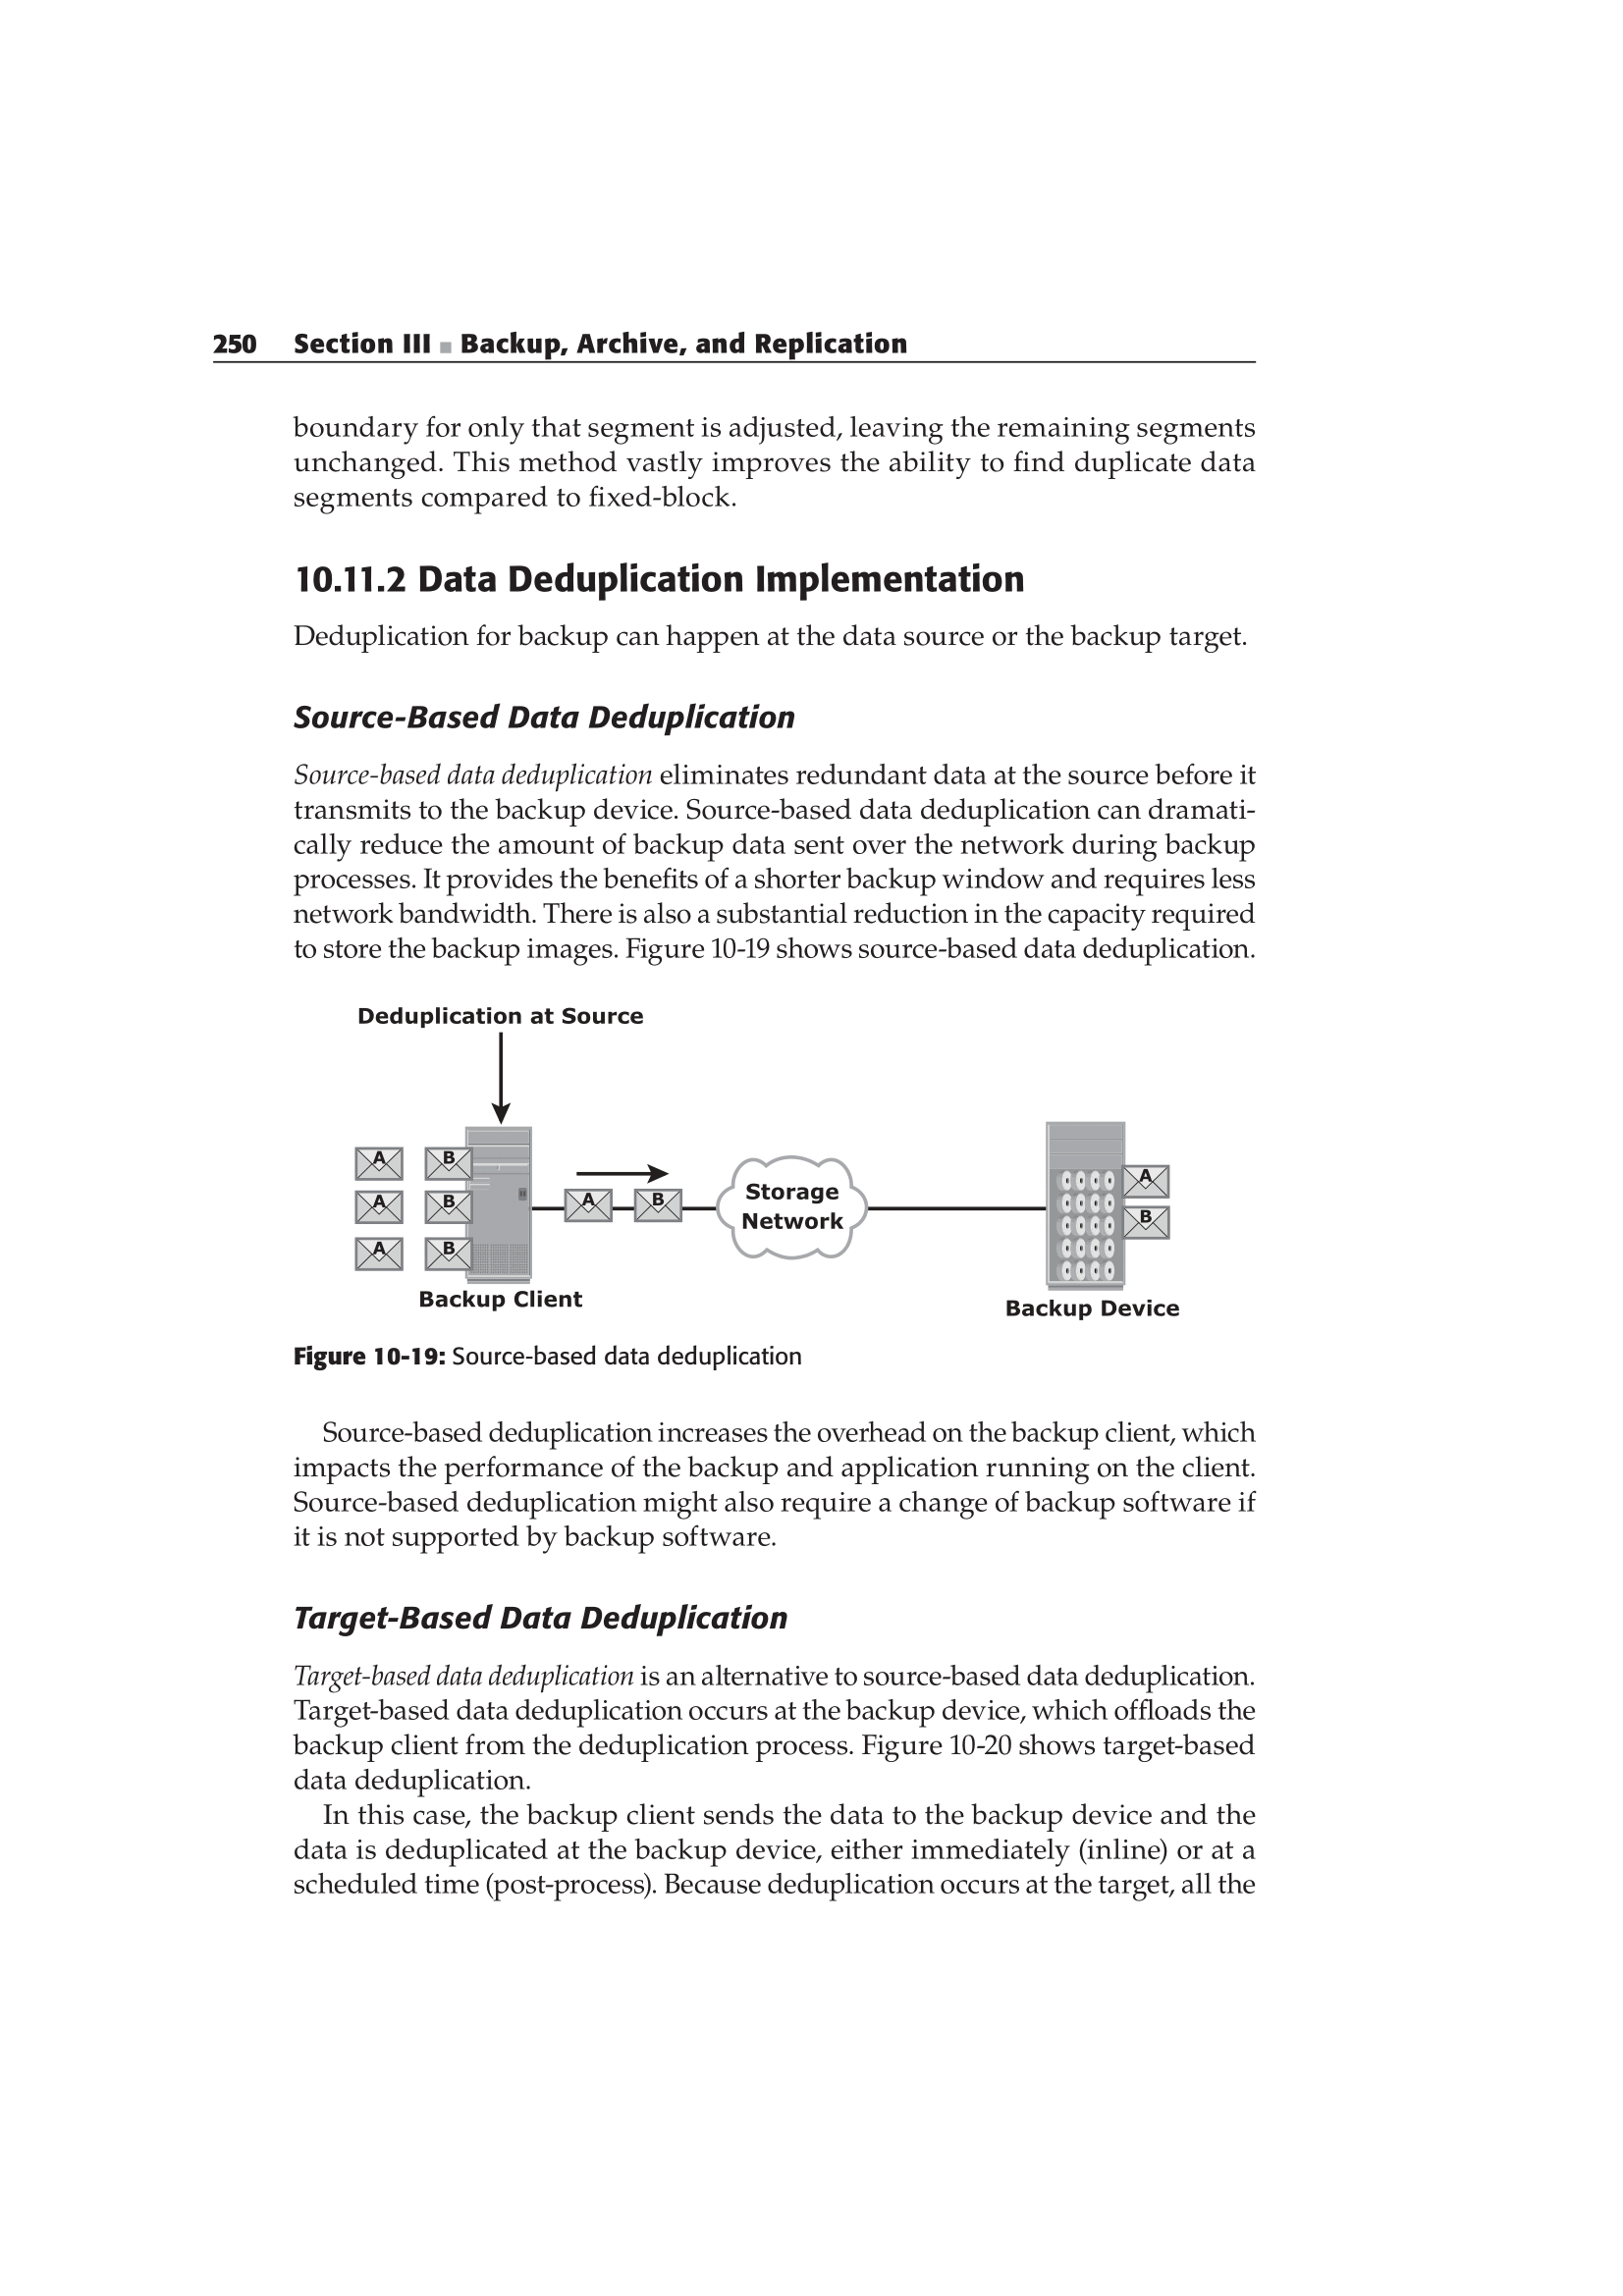 250 Section III ■ Backup, Archive, and Replication
boundary for only that segment is adjusted, leaving the remaining segments
unchanged. This method vastly improves the ability to find duplicate data
segments compared to fixed-block.
10.11.2 Data Deduplication Implementation
Deduplication for backup can happen at the data source or the backup target.
Source-Based Data Deduplication
Source-based data deduplication eliminates redundant data at the source before it
transmits to the backup device. Source-based data deduplication can dramati-
cally reduce the amount of backup data sent over the network during backup
processes. It provides the benefits of a shorter backup window and requires less
network bandwidth. There is also a substantial reduction in the capacity required
to store the backup images. Figure 10-19 shows source-based data deduplication.
Deduplication at Source
A B
A B
A B
A B
Storage
Network
A
B
Backup Client
Backup Device
Figure 10-19: Source-based data deduplication
Source-based deduplication increases the overhead on the backup client, which
impacts the performance of the backup and application running on the client.
Source-based deduplication might also require a change of backup software if
it is not supported by backup software.
Target-Based Data Deduplication
Target-based data deduplication is an alternative to source-based data deduplication.
Target-based data deduplication occurs at the backup device, which offloads the
backup client from the deduplication process. Figure 10-20 shows target-based
data deduplication.
In this case, the backup client sends the data to the backup device and the
data is deduplicated at the backup device, either immediately (inline) or at a
scheduled time (post-process). Because deduplication occurs at the target, all the